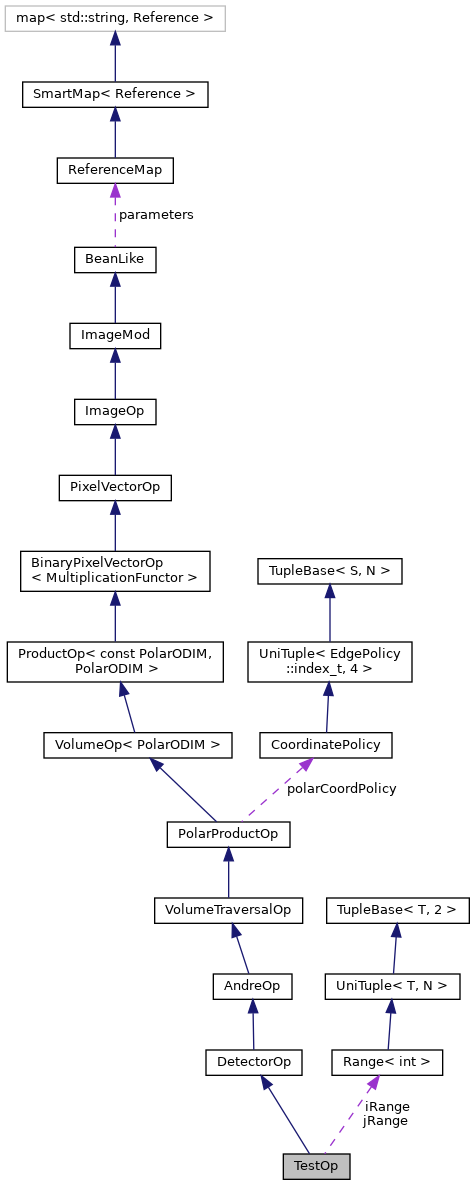 map< std::string, Reference >
SmartMap< Reference >
ReferenceMap
parameters
BeanLike
ImageMod
ImageOp
PixelVectorOp
BinaryPixelVectorOp
< MultiplicationFunctor >
TupleBase< S, N >
ProductOp< const PolarODIM,
PolarODIM >
UniTuple< EdgePolicy
::index_t, 4 >
VolumeOp< PolarODIM >
CoordinatePolicy
polarCoordPolicy
PolarProductOp
VolumeTraversalOp
TupleBase< T, 2 >
AndreOp
UniTuple< T, N >
DetectorOp
Range< int >
iRange
jRange
TestOp